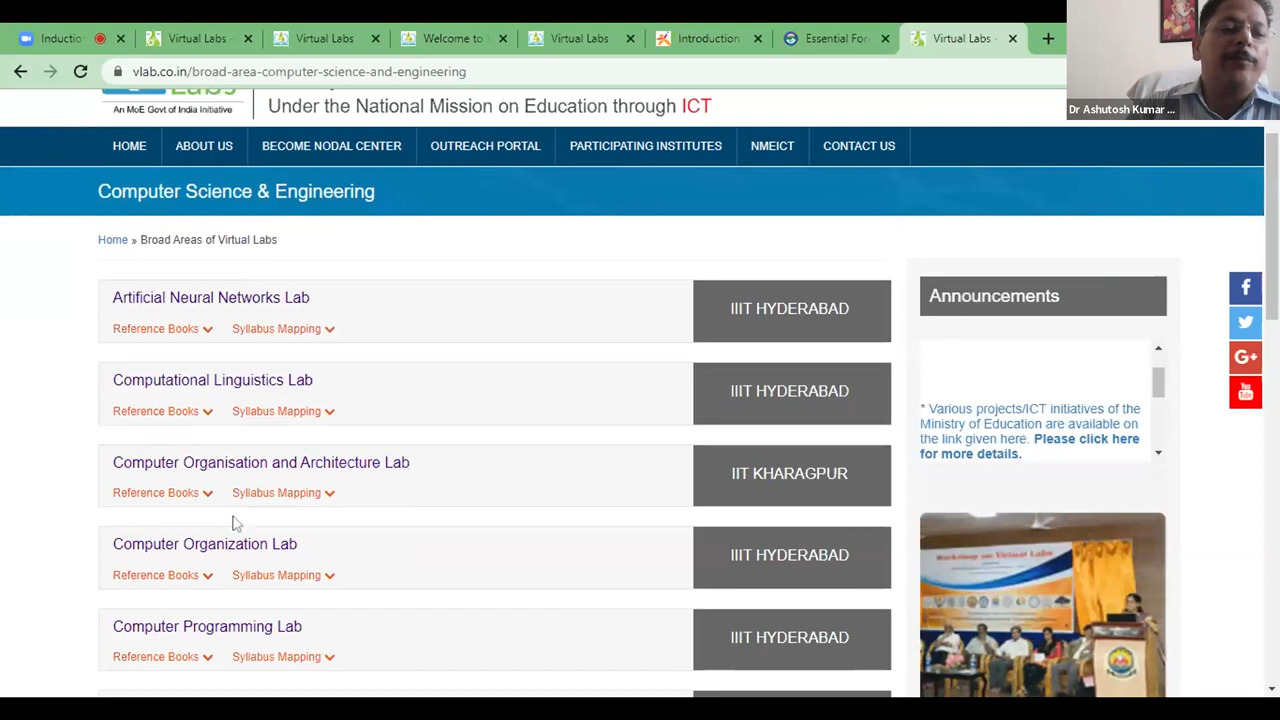 Inductio
Virtual Labs -
Virtual Labs
Welcome to V
Virtual Labs
Introduction
Essential For
Virtual Labs -
vlab.co.in/broad-area-computer-science-and-engineering
Dr Ashutosh Kumar ...
An MoE Govt of India Initiative
Under the National Mission on Education through ICT
HOME
ABOUT US
BECOME NODAL CENTER
OUTREACH PORTAL
PARTICIPATING INSTITUTES
NMEICT
CONTACT US
Computer Science & Engineering
Home » Broad Areas of Virtual Labs
Artificial Neural Networks Lab
Reference Books
Syllabus Mapping
IIIT HYDERABAD
Computational Linguistics Lab
Reference Books
Syllabus Mapping
IIIT HYDERABAD
Computer Organisation and Architecture Lab
Reference Books
Syllabus Mapping
IIT KHARAGPUR
Computer Organization Lab
Reference Books
Syllabus Mapping
IIIT HYDERABAD
Computer Programming Lab
Reference Books
Syllabus Mapping
IIIT HYDERABAD
Announcements
* Various projects/ICT initiatives of the
Ministry of Education are available on
the link given here. Please click here
for more details.
Workshop on Virtual Labs
f
G+
You